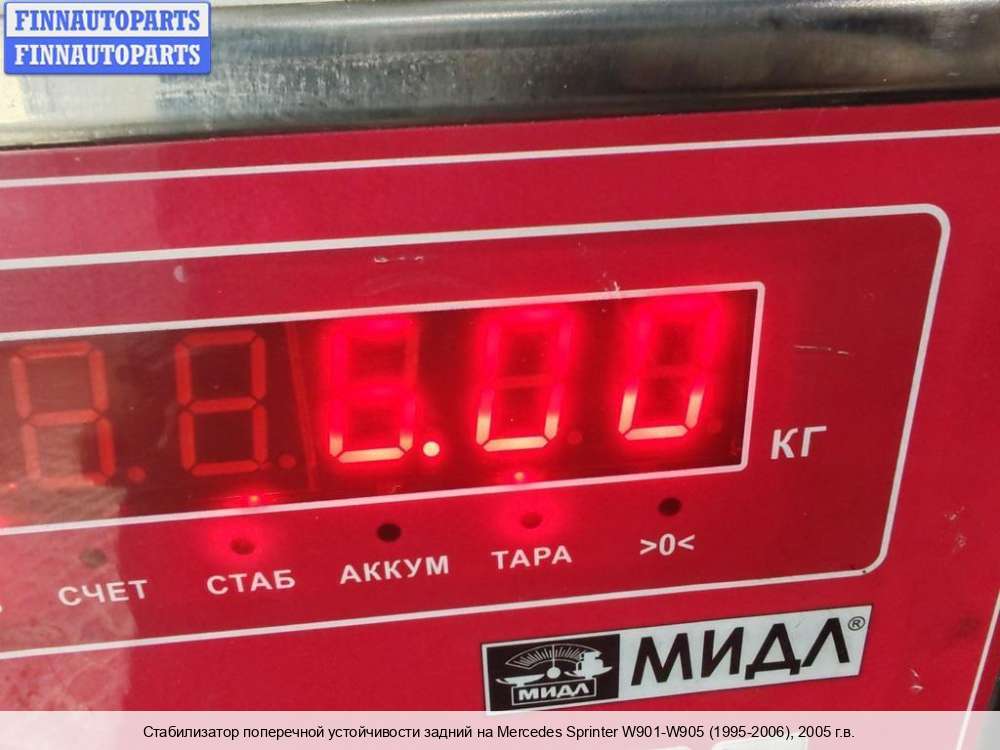 FINNAUTOPARTS
FINNAUTOPARTS
6.00
КГ
СЧЕТ СТАБ АККУМ ТАРА >0<
МИДЛ МИДЛ®
Стабилизатор поперечной устойчивости задний на Mercedes Sprinter W901-W905 (1995-2006), 2005 г.в.